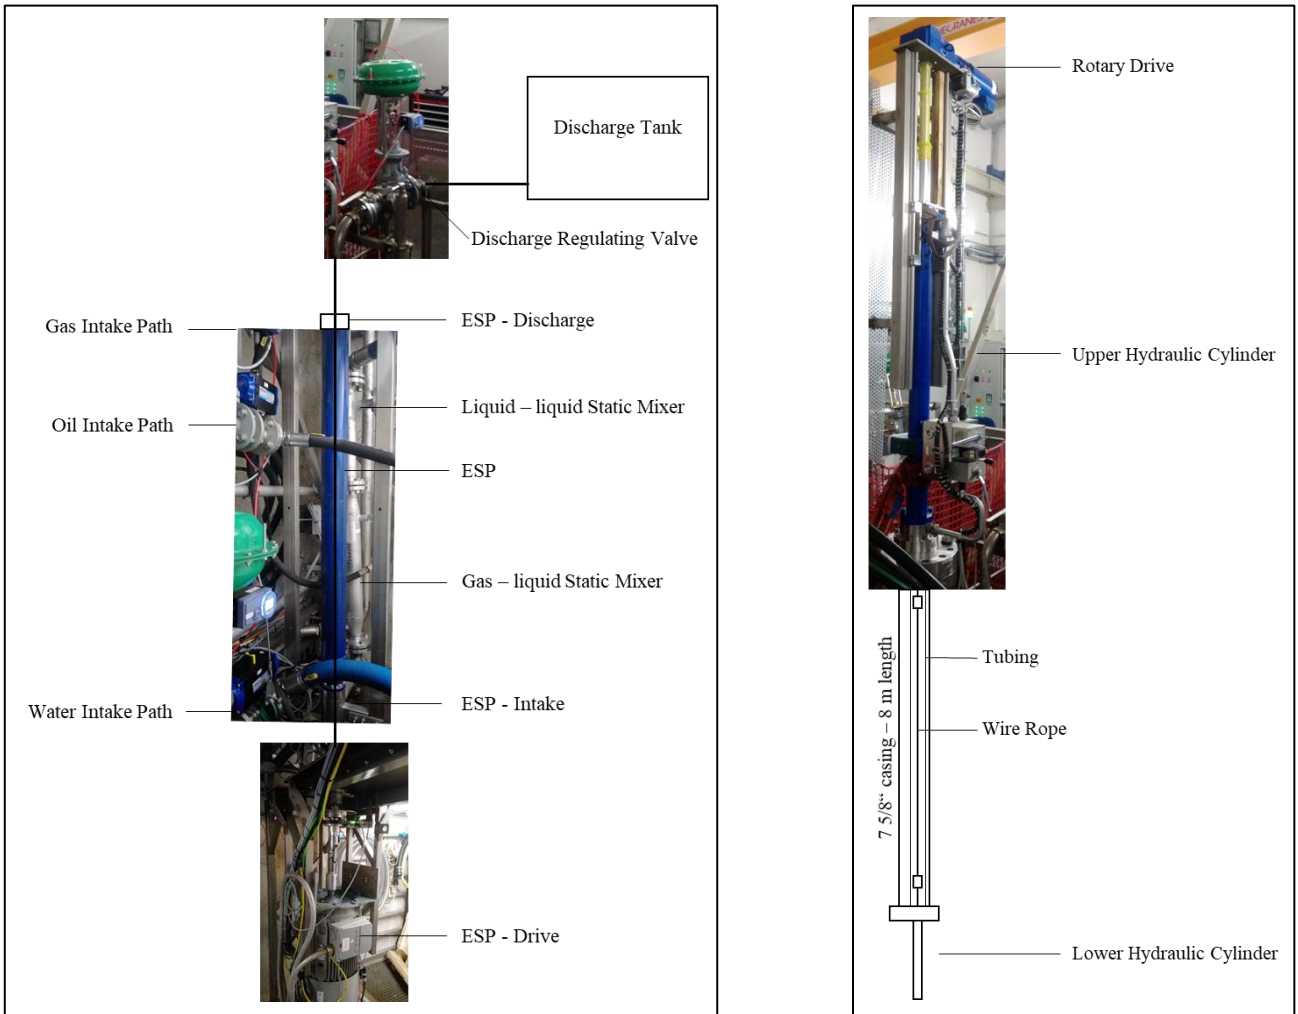 Discharge Tank
Discharge Regulating Valve
Gas Intake Path
ESP - Discharge
Oil Intake Path
Liquid – liquid Static Mixer
ESP
Gas – liquid Static Mixer
Water Intake Path
ESP - Intake
ESP - Drive
Rotary Drive
Upper Hydraulic Cylinder
7 5/8“ casing – 8 m length
Tubing
Wire Rope
Lower Hydraulic Cylinder